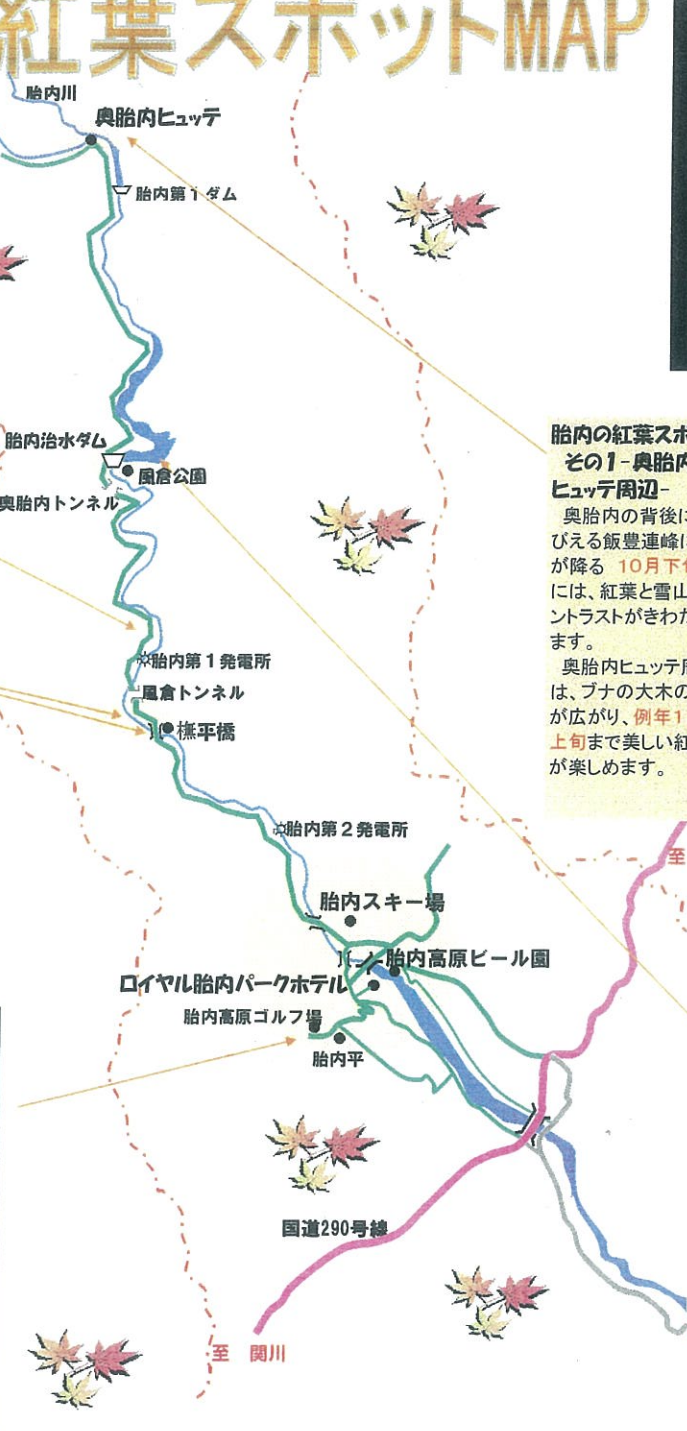 紅葉スポットMAP
胎内川
奥胎内ヒュッテ
胎内第1ダム
胎内治水ダム
風倉公園
奥胎内トンネル
胎内の紅葉スポ
その1-奥胎内
ヒュッテ周辺-
奥胎内の背後に
びえる飯豊連峰に
が降る 10月下
には、紅葉と雪山
ントラストがきわた
ます。
奥胎内ヒュッテ周
は、ブナの大木の
が広がり、例年1
上旬まで美しい紅
が楽しめます。
胎内第1発電所
風倉トンネル
橅平橋
胎内第2発電所
至
胎内スキー場
胎内高原ビール園
ロイヤル胎内パークホテル
胎内高原ゴルフ場
胎内平
国道290号線
至 関川